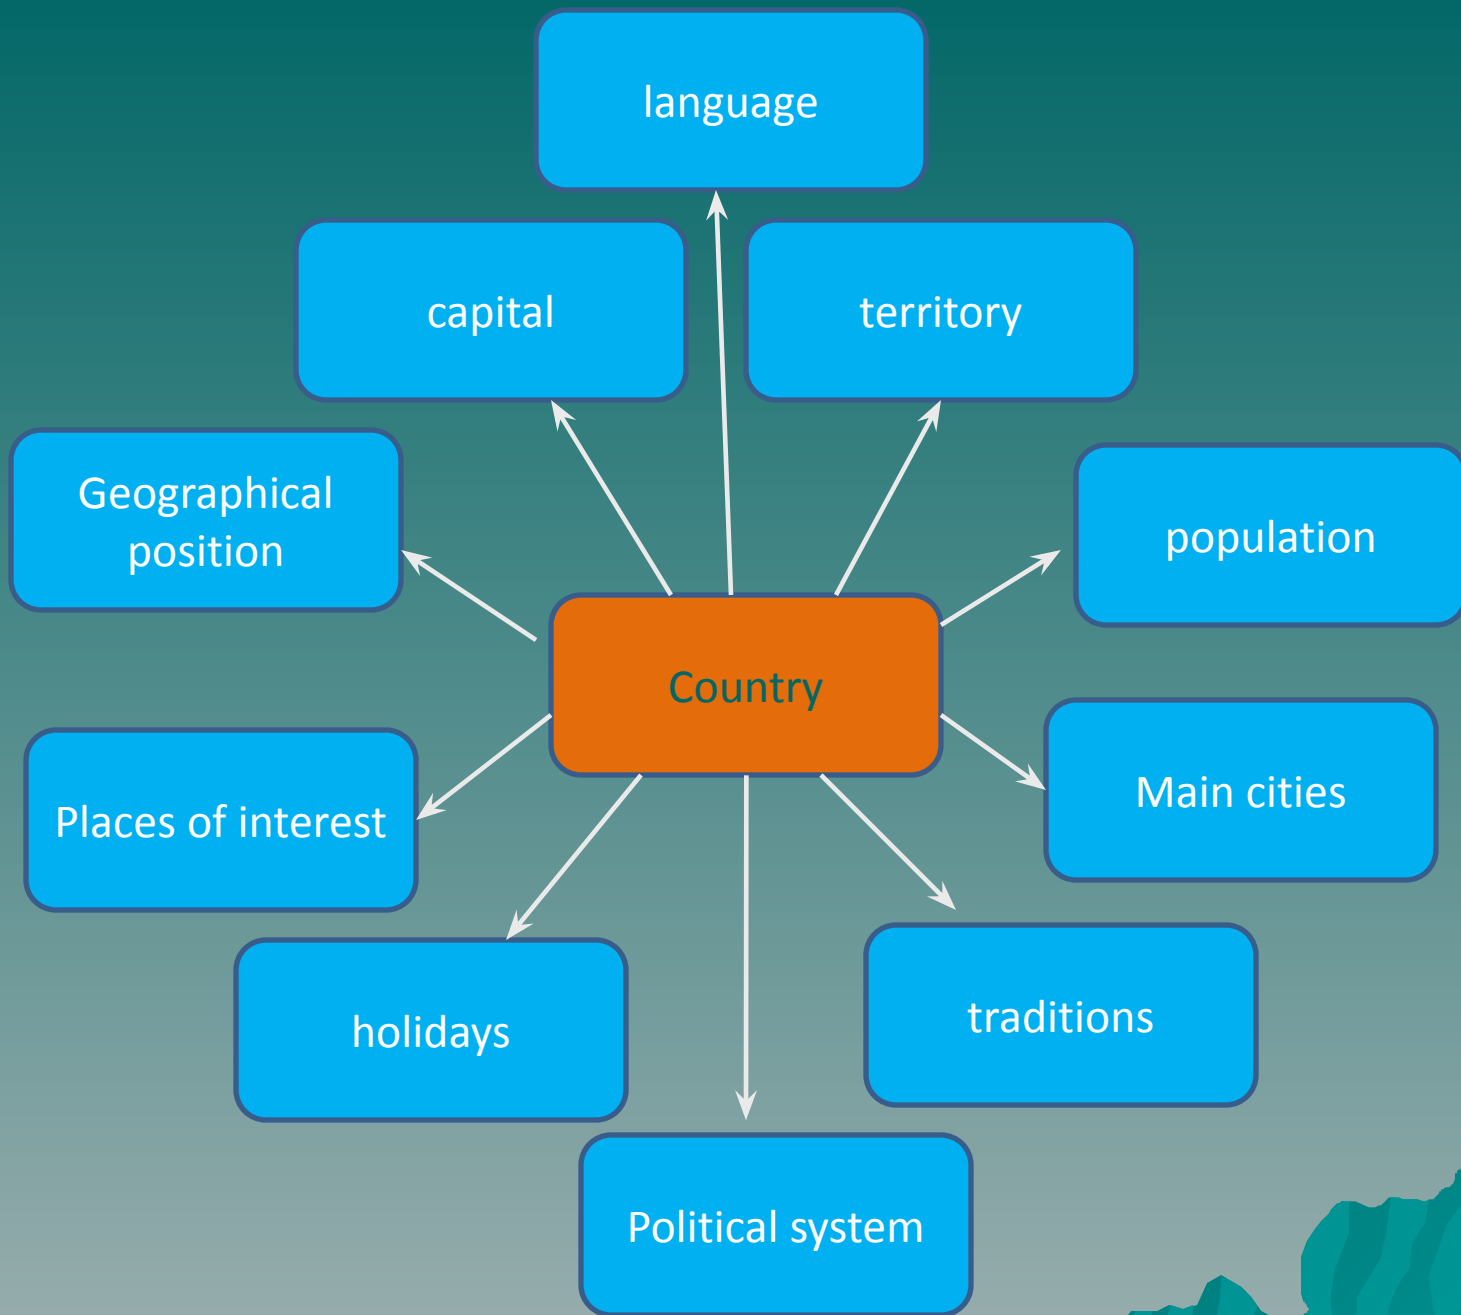 language
capital
territory
Geographical
position
population
Country
Main cities
Places of interest
traditions
holidays
Political system